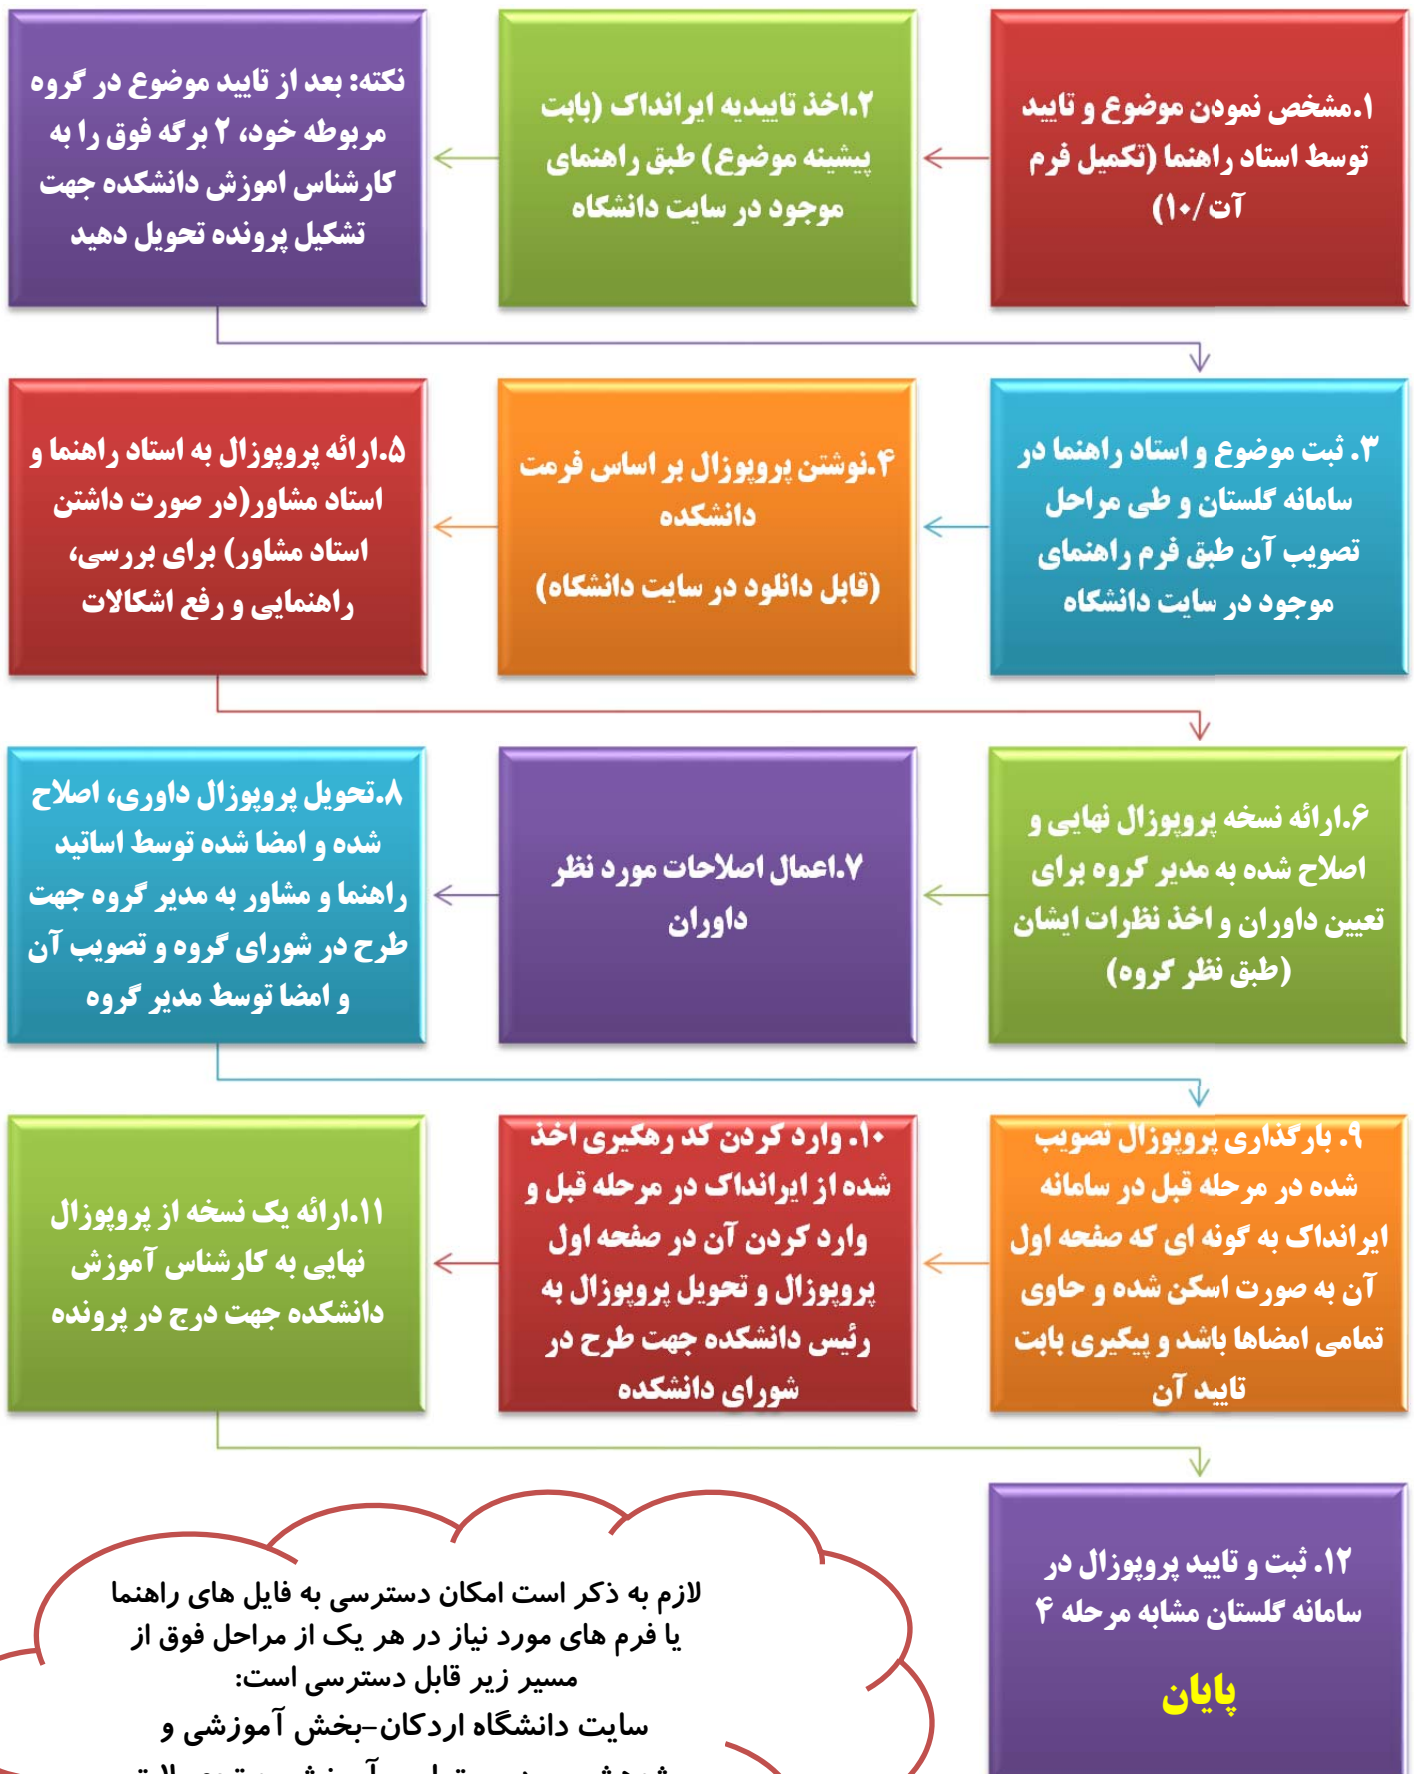 ۱.مشخص نمودن موضوع و تایید
توسط استاد راهنما (تکمیل فرم
آت/۱۰)
۲.اخذ تاییدیه ایرانداک (بابت
پیشینه موضوع) طبق راهنمای
موجود در سایت دانشگاه
نکته: بعد از تایید موضوع در گروه
مربوطه خود، ۲ برگه فوق را به
کارشناس اموزش دانشکده جهت
تشکیل پرونده تحویل دهید
۳. ثبت موضوع و استاد راهنما در
سامانه گلستان و طی مراحل
تصویب آن طبق فرم راهنمای
موجود در سایت دانشگاه
۴.نوشتن پروپوزال بر اساس فرمت
دانشکده
(قابل دانلود در سایت دانشگاه)
۵.ارائه پروپوزال به استاد راهنما و
استاد مشاور(در صورت داشتن
استاد مشاور) برای بررسی،
راهنمایی و رفع اشکالات
۶.ارائه نسخه پروپوزال نهایی و
اصلاح شده به مدیر گروه برای
تعیین داوران و اخذ نظرات ایشان
(طبق نظر گروه)
۷.اعمال اصلاحات مورد نظر
داوران
۸.تحویل پروپوزال داوری، اصلاح
شده و امضا شده توسط اساتید
راهنما و مشاور به مدیر گروه جهت
طرح در شورای گروه و تصویب آن
و امضا توسط مدیر گروه
۹. بارگذاری پروپوزال تصویب
شده در مرحله قبل در سامانه
ایرانداک به گونه ای که صفحه اول
آن به صورت اسکن شده و حاوی
تمامی امضاها باشد و پیگیری بابت
تایید آن
۱۰. وارد کردن کد رهگیری اخذ
شده از ایرانداک در مرحله قبل و
وارد کردن آن در صفحه اول
پروپوزال و تحویل پروپوزال به
رئیس دانشکده جهت طرح در
شورای دانشکده
۱۱.ارائه یک نسخه از پروپوزال
نهایی به کارشناس آموزش
دانشکده جهت درج در پرونده
۱۲. ثبت و تایید پروپوزال در
سامانه گلستان مشابه مرحله ۴
پایان
لازم به ذکر است امکان دسترسی به فایل های راهنما
یا فرم های مورد نیاز در هر یک از مراحل فوق از
مسیر زیر قابل دسترسی است:
سایت دانشگاه اردکان-بخش آموزشی و